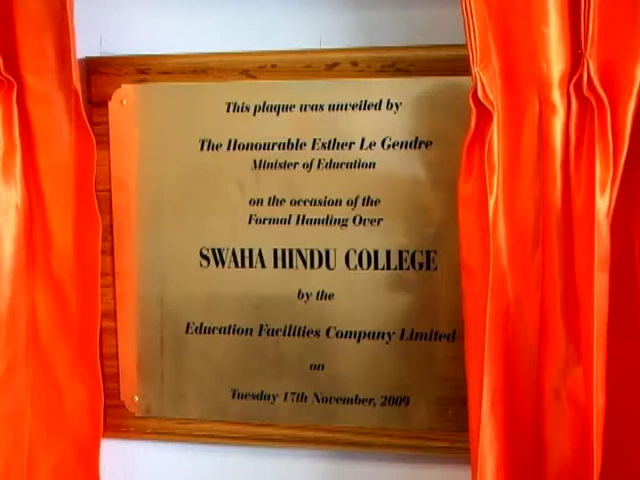 This plaque was unveiled by
The Honourable Esther Le Gendre
Minister of Education
on the occasion of the
Formal Handing Over
SWAHA HINDU COLLEGE
by the
Education Facilities Company Limited
on
Tuesday 17th November, 2009